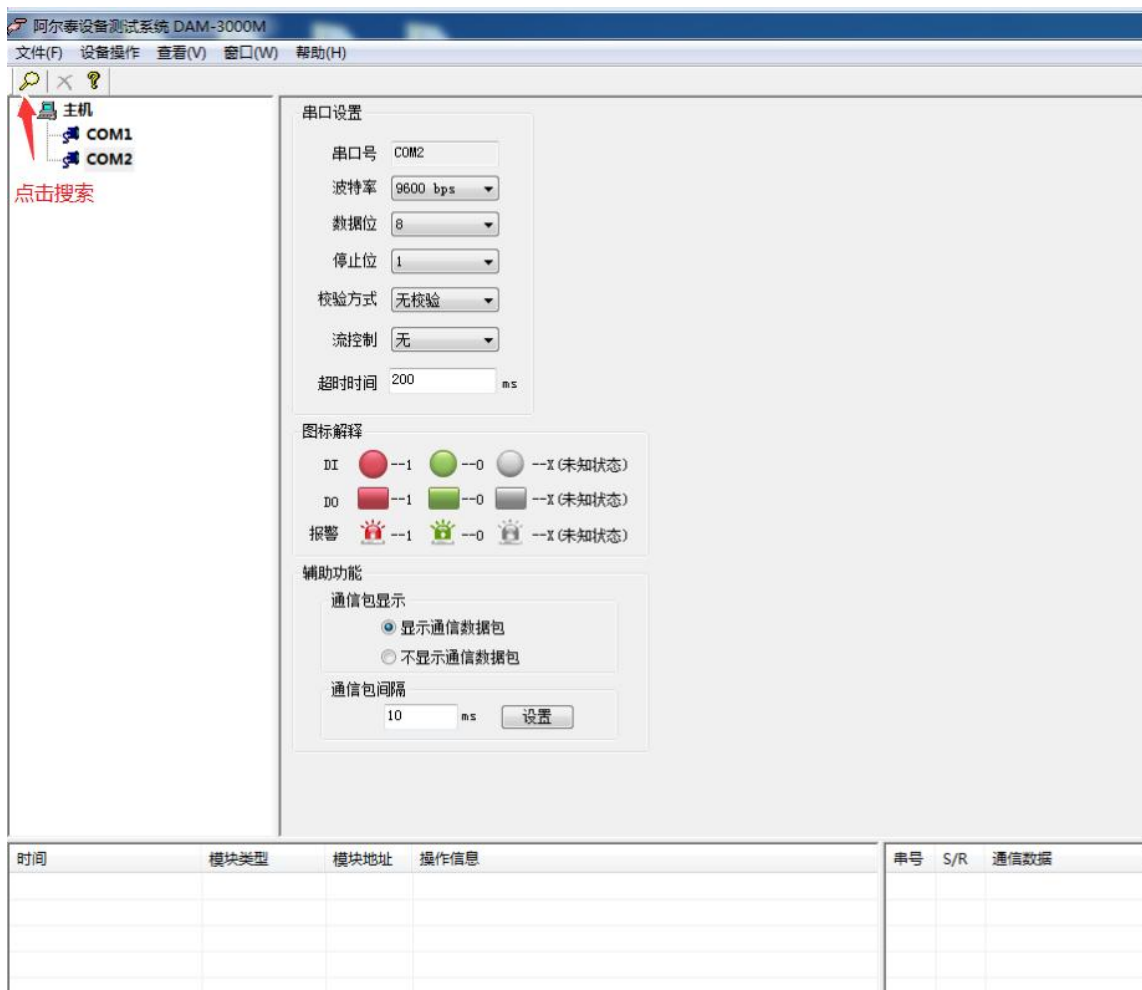 阿尔泰设备测试系统 DAM-3000M
文件(F) 设备操作 查看(V) 窗口(W) 帮助(H)
主机
COM1
COM2
点击搜索
串口设置
串口号 COM2
波特率 9600 bps
数据位 8
停止位 1
校验方式 无校验
流控制 无
超时时间 200 ms
图标解释
DI --1 --0 --X(未知状态)
DO --1 --0 --X(未知状态)
报警 --1 --0 --X(未知状态)
辅助功能
通信包显示
显示通信数据包
不显示通信数据包
通信包间隔
10 ms 设置
时间 模块类型 模块地址 操作信息 串号 S/R 通信数据